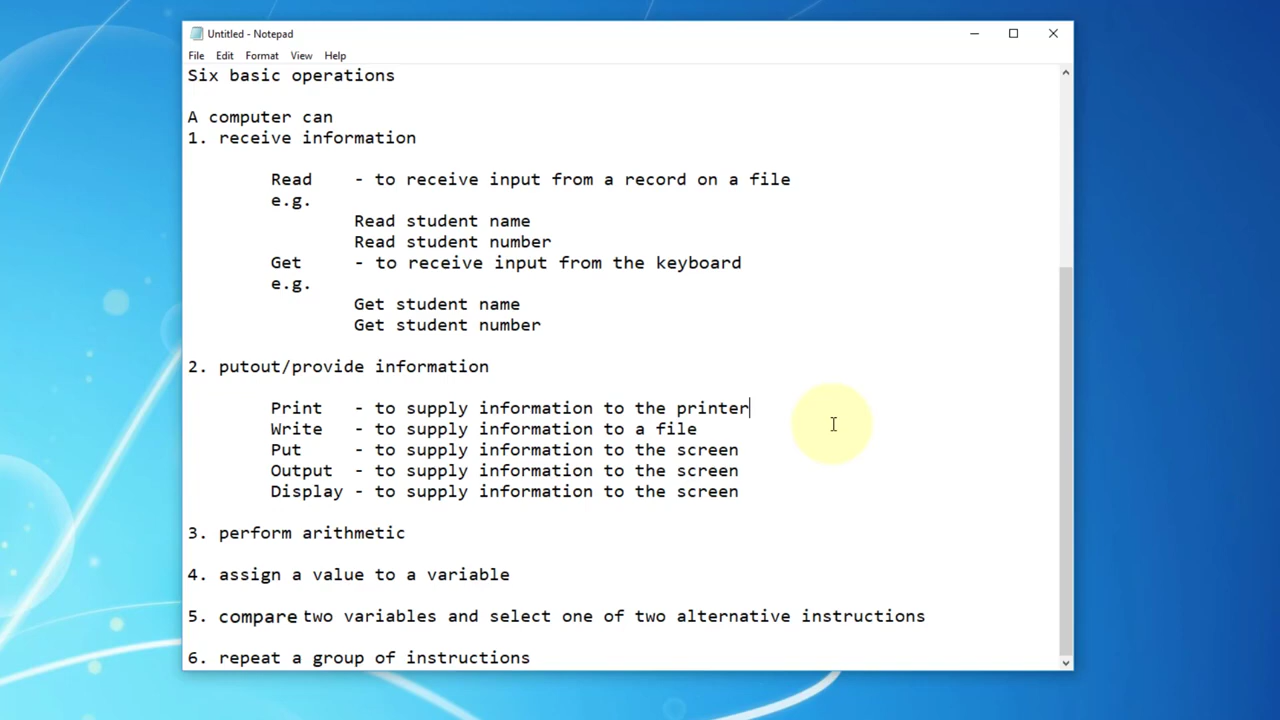 Untitled - Notepad
File Edit Format View Help
Six basic operations
A computer can
1. receive information
Read - to receive input from a record on a file
e.g.
Read student name
Read student number
Get - to receive input from the keyboard
e.g.
Get student name
Get student number
2. putout/provide information
Print - to supply information to the printer
Write - to supply information to a file
Put - to supply information to the screen
Output - to supply information to the screen
Display - to supply information to the screen
3. perform arithmetic
4. assign a value to a variable
5. compare two variables and select one of two alternative instructions
6. repeat a group of instructions